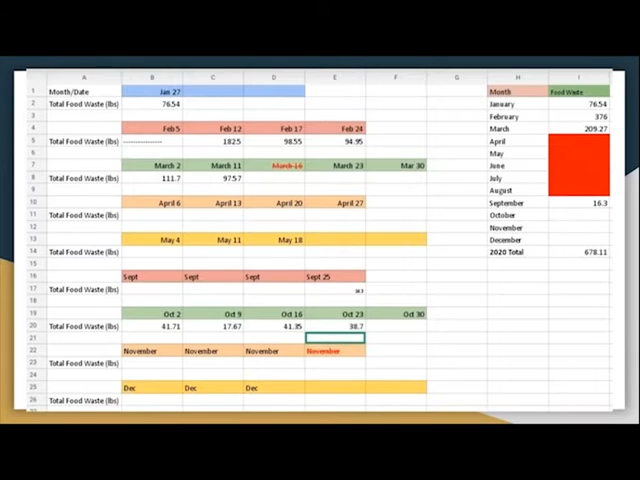 A B C D E F G H I
1 Month/Date Jan 27 Month Food Waste
2 Total Food Waste (lbs) 76.54 January 76.54
3 February 376
4 Feb 5 Feb 12 Feb 17 Feb 24 March 209.27
5 Total Food Waste (lbs) --------------- 182.5 98.55 94.95 April
6 May
7 March 2 March 11 March 16 March 23 Mar 30 June
8 Total Food Waste (lbs) 111.7 97.57 July
9 August
10 April 6 April 13 April 20 April 27 September 16.3
11 Total Food Waste (lbs) October
12 November
13 May 4 May 11 May 18 December
14 Total Food Waste (lbs) 2020 Total 678.11
15
16 Sept Sept Sept Sept 25
17 Total Food Waste (lbs) 16.3
18
19 Oct 2 Oct 9 Oct 16 Oct 23 Oct 30
20 Total Food Waste (lbs) 41.71 17.67 41.35 38.7
21
22 November November November November
23 Total Food Waste (lbs)
24
25 Dec Dec Dec
26 Total Food Waste (lbs)